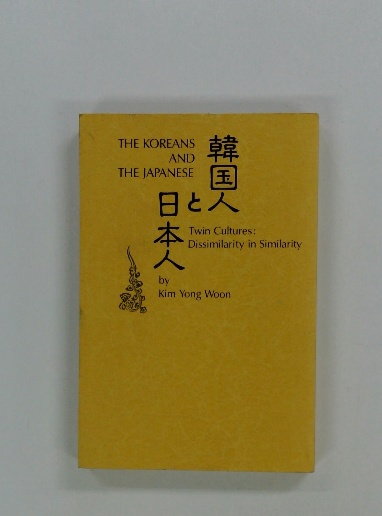 THE KOREANS
AND
THE JAPANESE
韓国人
と
日本人
Twin Cultures:
Dissimilarity in Similarity
by
Kim Yong Woon